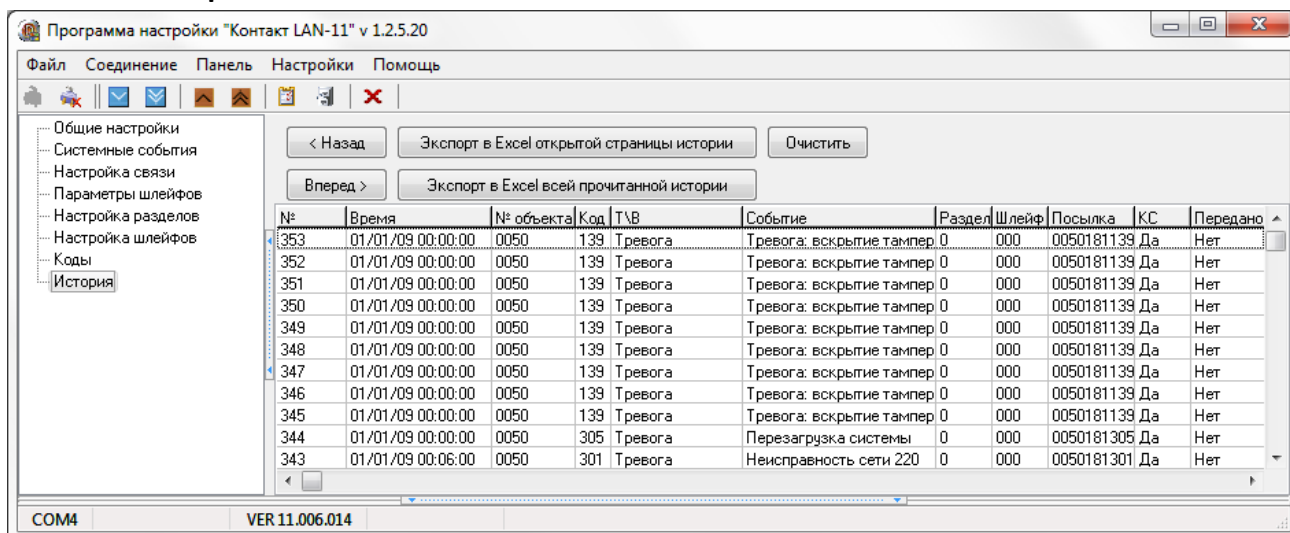 Программа настройки "Контакт LAN-11" v 1.2.5.20
Файл Соединение Панель Настройки Помощь
Общие настройки
Системные события
Настройка связи
Параметры шлейфов
Настройка разделов
Настройка шлейфов
Коды
История
< Назад Экспорт в Excel открытой страницы истории Очистить
Вперед > Экспорт в Excel всей прочитанной истории
№ Время № объекта Код Т\В Событие Раздел Шлейф Посылка КС Передано
353 01/01/09 00:00:00 0050 139 Тревога Тревога: вскрытие тампер 0 000 0050181139 Да Нет
352 01/01/09 00:00:00 0050 139 Тревога Тревога: вскрытие тампер 0 000 0050181139 Да Нет
351 01/01/09 00:00:00 0050 139 Тревога Тревога: вскрытие тампер 0 000 0050181139 Да Нет
350 01/01/09 00:00:00 0050 139 Тревога Тревога: вскрытие тампер 0 000 0050181139 Да Нет
349 01/01/09 00:00:00 0050 139 Тревога Тревога: вскрытие тампер 0 000 0050181139 Да Нет
348 01/01/09 00:00:00 0050 139 Тревога Тревога: вскрытие тампер 0 000 0050181139 Да Нет
347 01/01/09 00:00:00 0050 139 Тревога Тревога: вскрытие тампер 0 000 0050181139 Да Нет
346 01/01/09 00:00:00 0050 139 Тревога Тревога: вскрытие тампер 0 000 0050181139 Да Нет
345 01/01/09 00:00:00 0050 139 Тревога Тревога: вскрытие тампер 0 000 0050181139 Да Нет
344 01/01/09 00:00:00 0050 305 Тревога Перезагрузка системы 0 000 0050181305 Да Нет
343 01/01/09 00:06:00 0050 301 Тревога Неисправность сети 220 0 000 0050181301 Да Нет
COM4 VER 11.006.014